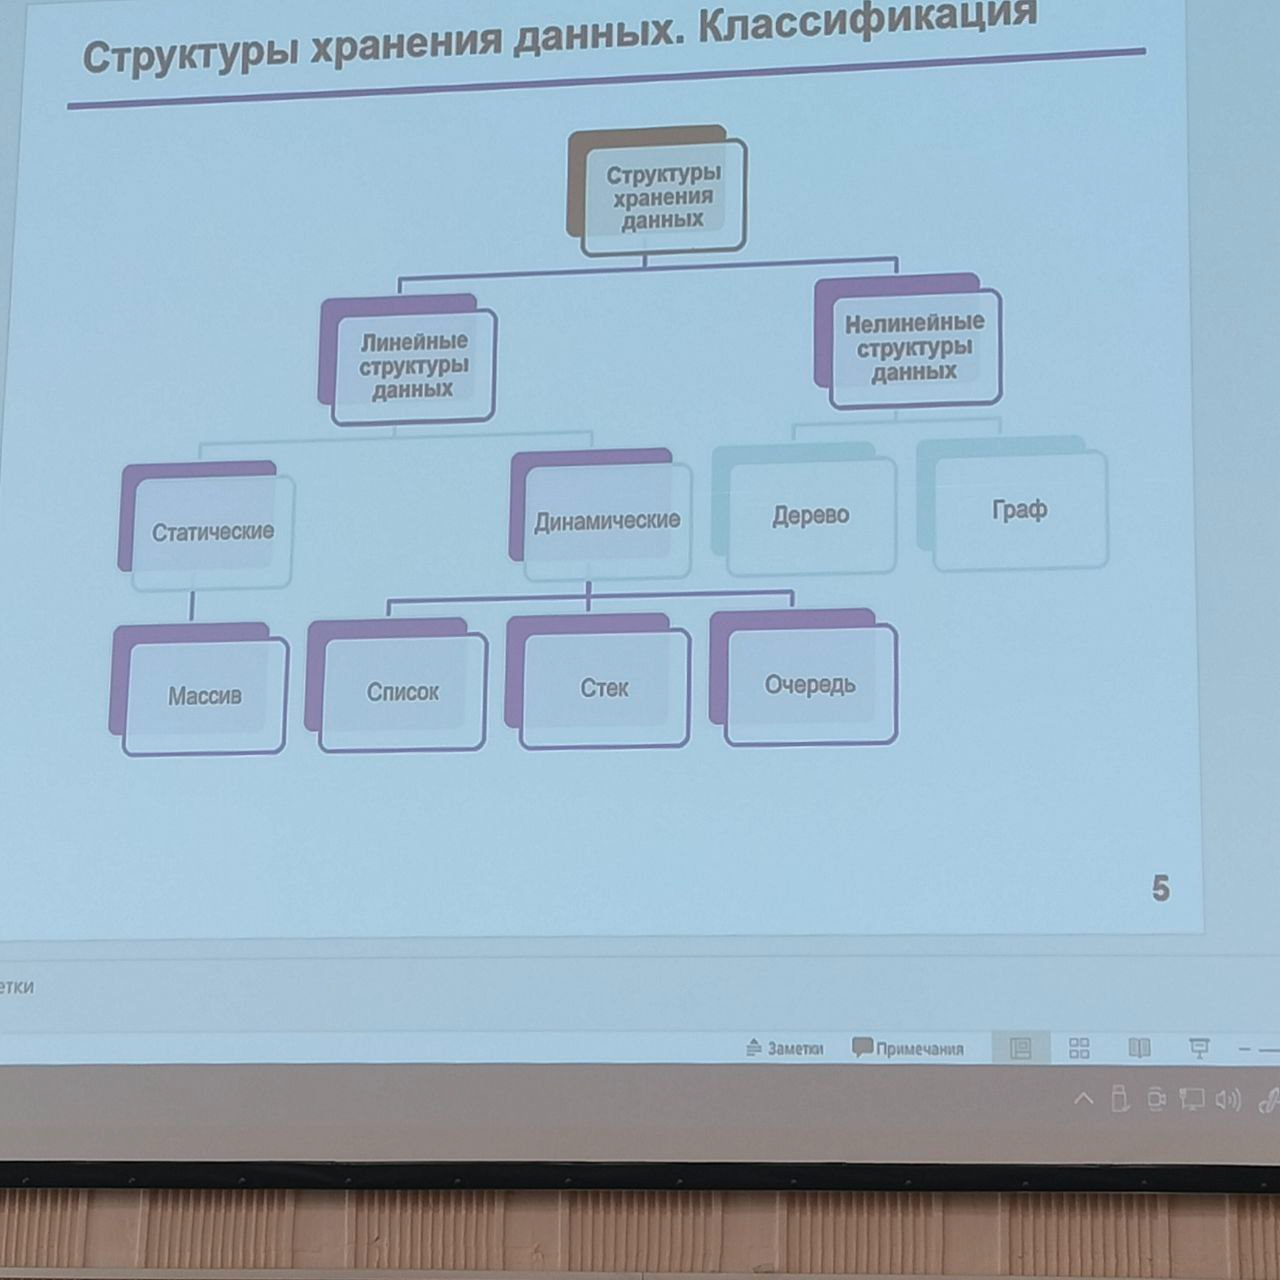 Структуры хранения данных. Классификация
Структуры
хранения
данных
Линейные
структуры
данных
Нелинейные
структуры
данных
Статические
Динамические
Дерево
Граф
Массив
Список
Стек
Очередь
5
етки
Заметки
Примечания